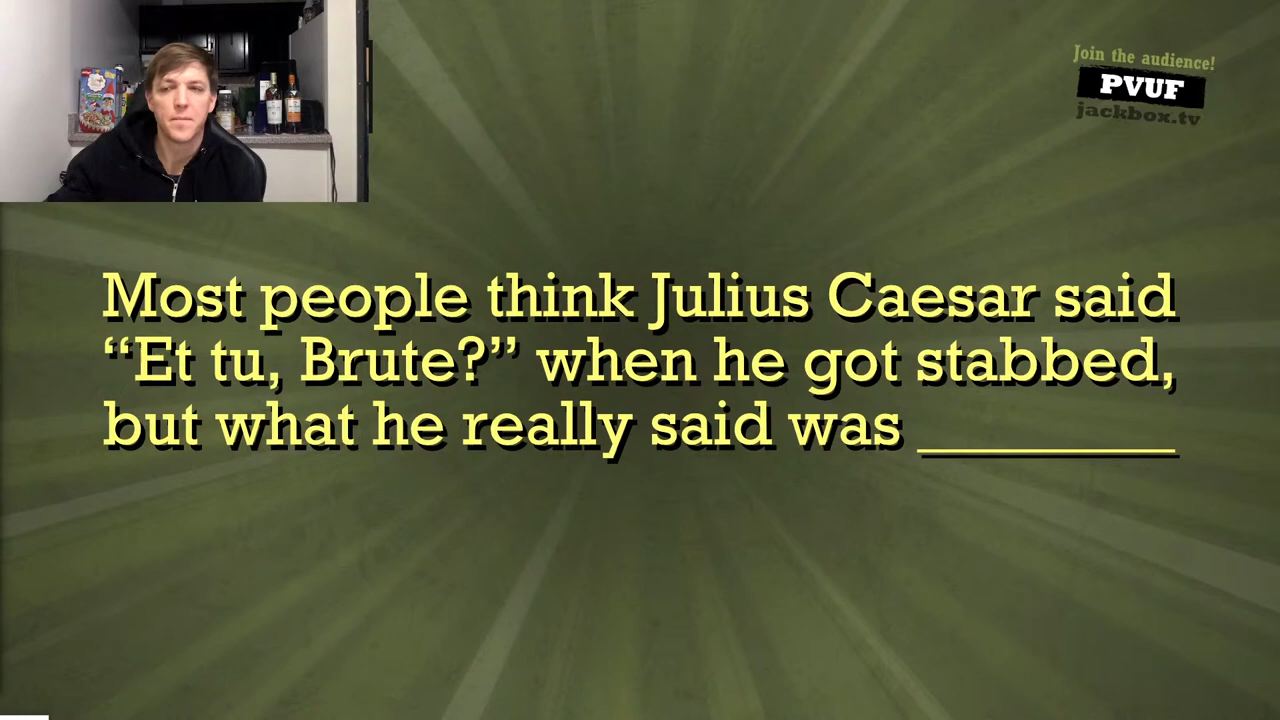 Join the audience!
PVUF
jackbox.tv
Most people think Julius Caesar said
“Et tu, Brute?” when he got stabbed,
but what he really said was _________